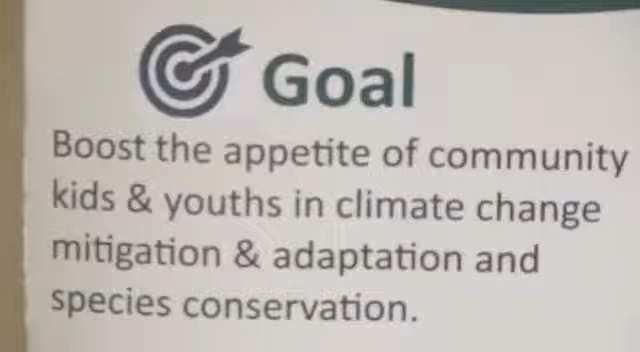 Goal
Boost the appetite of community
kids & youths in climate change
mitigation & adaptation and
species conservation.